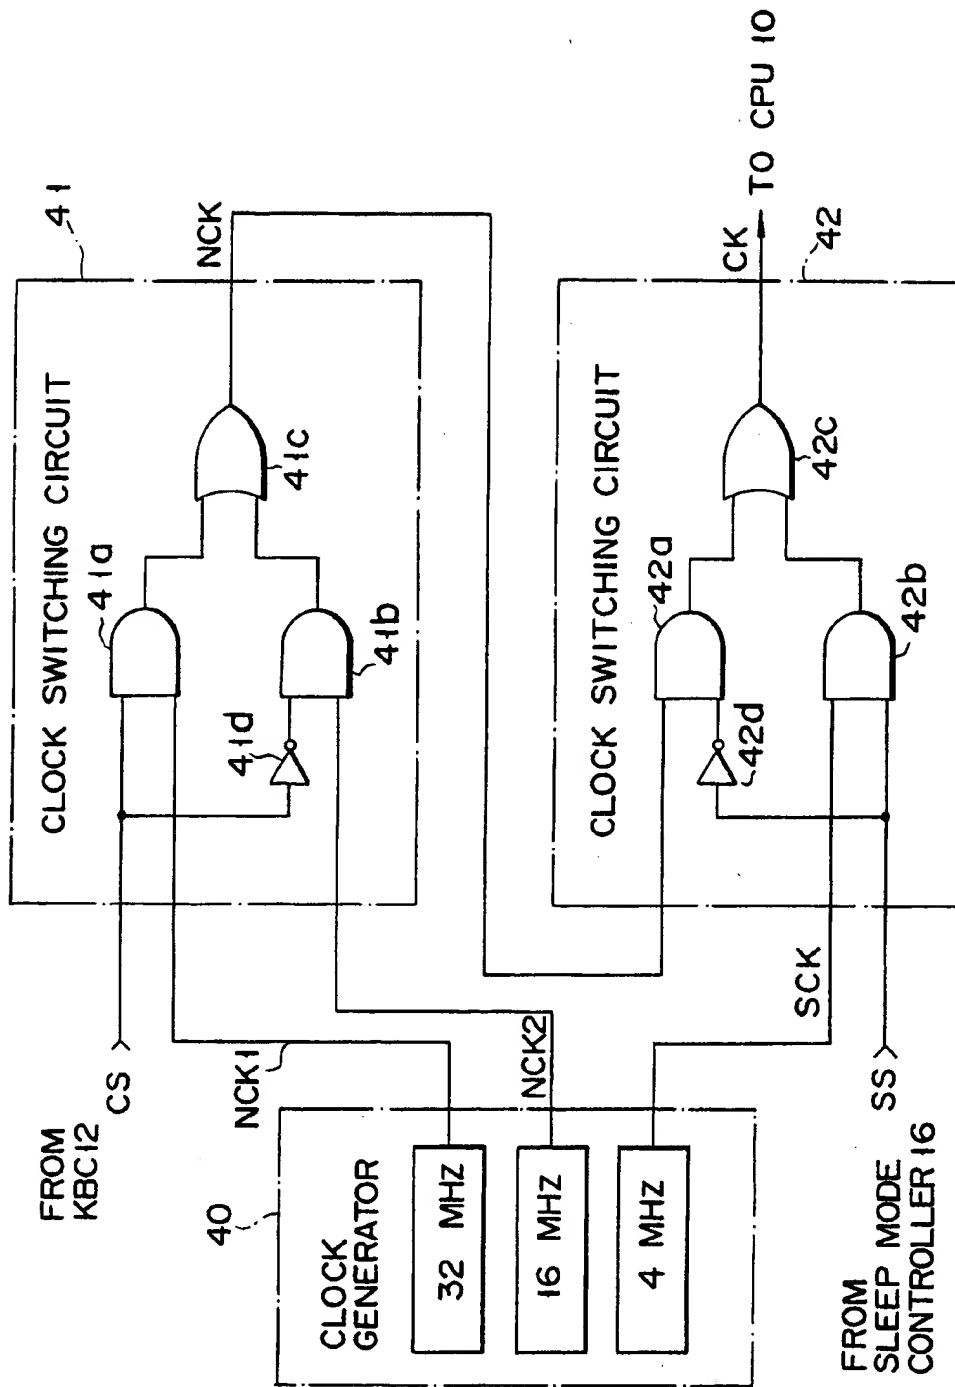 FROM
KBC12
CS
41
CLOCK SWITCHING CIRCUIT
41a
41d
41b
41c
NCK
NCK1
NCK2
40
CLOCK
GENERATOR
32 MHZ
16 MHZ
4 MHZ
SCK
CLOCK SWITCHING CIRCUIT
42a
42d
42b
42c
CK
TO CPU 10
42
SS
FROM
SLEEP MODE
CONTROLLER 16